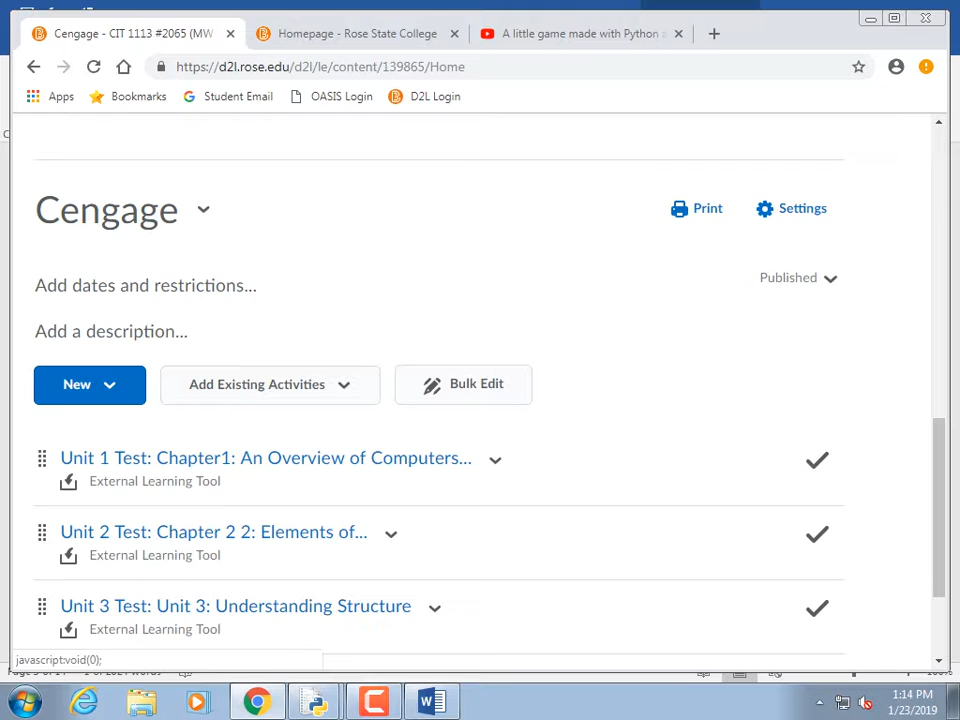 Cengage - CIT 1113 #2065 (MW
Homepage - Rose State College
A little game made with Python a
https://d2l.rose.edu/d2l/le/content/139865/Home
Apps
Bookmarks
Student Email
OASIS Login
D2L Login
Cengage
Print
Settings
Add dates and restrictions...
Published
Add a description...
New
Add Existing Activities
Bulk Edit
Unit 1 Test: Chapter1: An Overview of Computers...
External Learning Tool
Unit 2 Test: Chapter 2 2: Elements of...
External Learning Tool
Unit 3 Test: Unit 3: Understanding Structure
External Learning Tool
javascript:void(0);
1:14 PM
1/23/2019